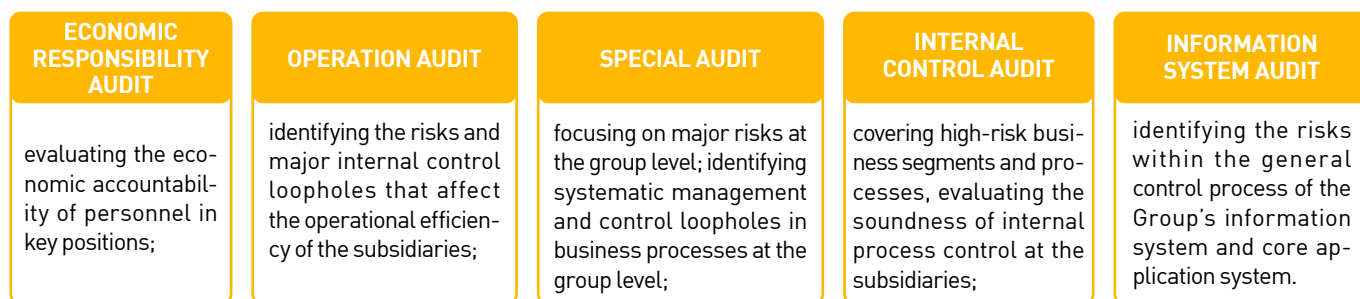 ECONOMIC
RESPONSIBILITY
AUDIT
evaluating the eco-
nomic accountabil-
ity of personnel in
key positions;
OPERATION AUDIT
identifying the risks and
major internal control
loopholes that affect
the operational efficien-
cy of the subsidiaries;
SPECIAL AUDIT
focusing on major risks at
the group level; identifying
systematic management
and control loopholes in
business processes at the
group level;
INTERNAL
CONTROL AUDIT
covering high-risk busi-
ness segments and pro-
cesses, evaluating the
soundness of internal
process control at the
subsidiaries;
INFORMATION
SYSTEM AUDIT
identifying the risks
within the general
control process of the
Group's information
system and core ap-
plication system.